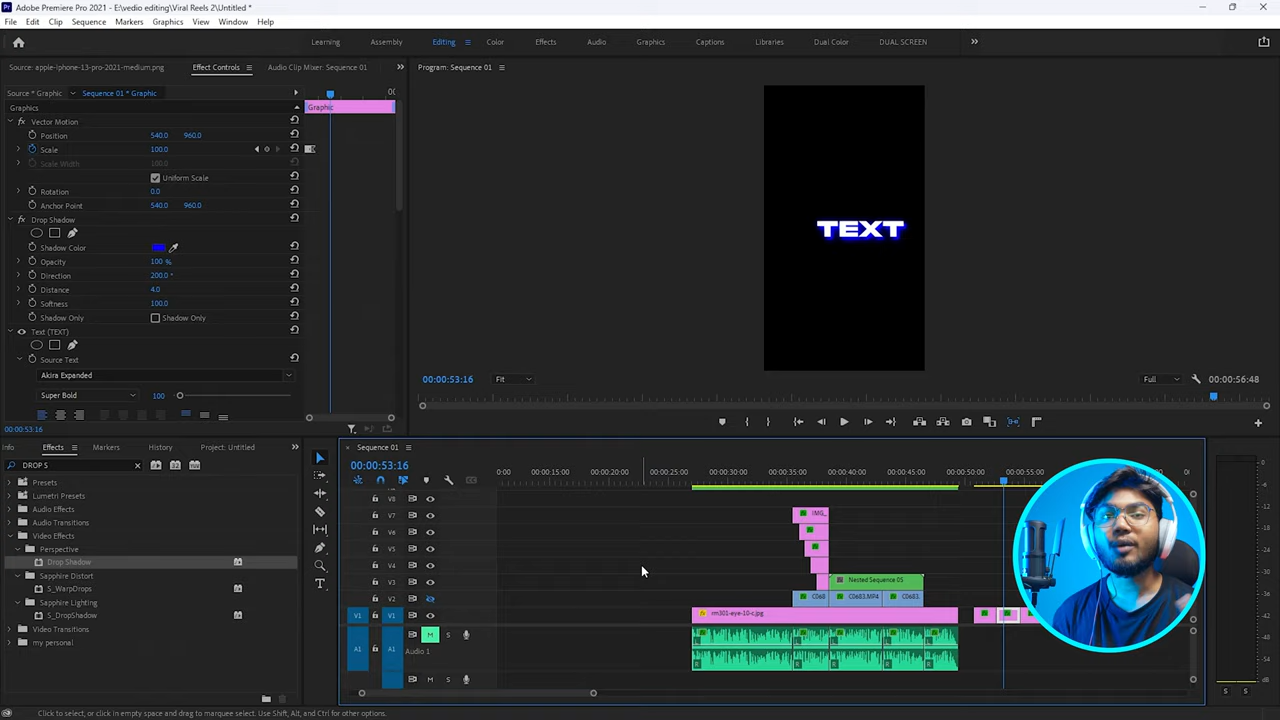 Adobe Premiere Pro 2021 - E:\vedio editing\Viral Reels 2\Untitled *
File Edit Clip Sequence Markers Graphics View Window Help
Learning Assembly Editing Color Effects Audio Graphics Captions Libraries Dual Color DUAL SCREEN
Source: apple-iphone-13-pro-2021-medium.png Effect Controls Audio Clip Mixer: Sequence 01
Program: Sequence 01
Source * Graphic Sequence 01 * Graphic
Graphics
Graphic
Vector Motion
Position 540.0 960.0
Scale 100.0
Scale Width 100.0
Uniform Scale
Rotation 0.0
Anchor Point 540.0 960.0
Drop Shadow
Shadow Color
Opacity 100 %
Direction 200.0 °
Distance 4.0
Softness 100.0
Shadow Only Shadow Only
Text (TEXT)
Source Text
Akira Expanded
Super Bold 100
00:00:53:16
TEXT
00:00:53:16 Fit Full 00:00:56:48
Info Effects Markers History Project: Untitled
DROP S
Presets
Lumetri Presets
Audio Effects
Audio Transitions
Video Effects
Perspective
Drop Shadow
Sapphire Distort
S_WarpDrops
Sapphire Lighting
S_DropShadow
Video Transitions
my personal
Sequence 01
00:00:53:16
0:00 00:00:15:00 00:00:20:00 00:00:25:00 00:00:30:00 00:00:35:00 00:00:40:00 00:00:45:00 00:00:50:00 00:00:55:00
V8
V7 IMG_
V6
V5
V4
V3 Nested Sequence 05
V2 C068 C0683.MP4 C0683.
V1 V1 rm301-eye-10-c.jpg
A1 A1 M S Audio 1
L R L R L R L R L R
M S
S S
Click to select, or click in empty space and drag to marquee select. Use Shift, Alt, and Ctrl for other options.